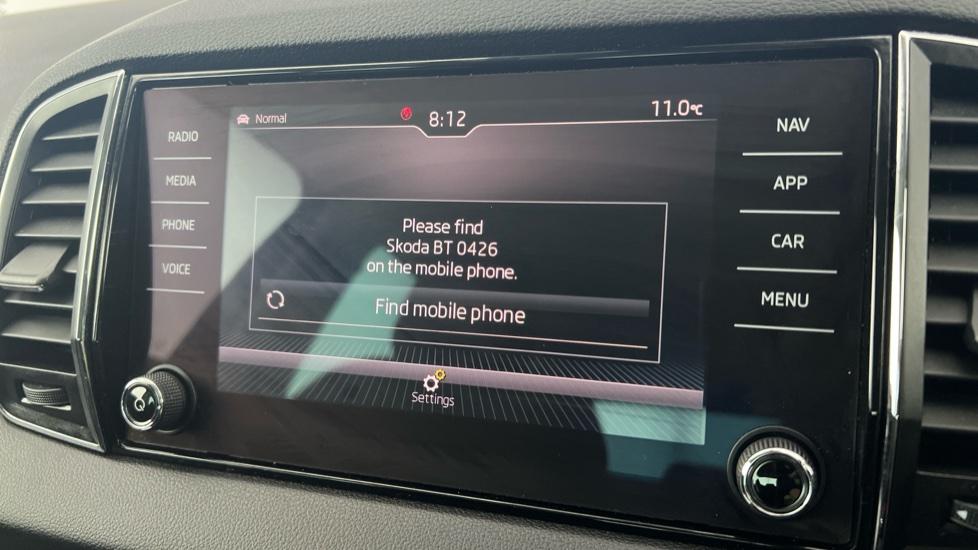 Normal
8:12
11.0°C
RADIO
MEDIA
PHONE
VOICE
Please find
Skoda BT 0426
on the mobile phone.
Find mobile phone
Settings
NAV
APP
CAR
MENU